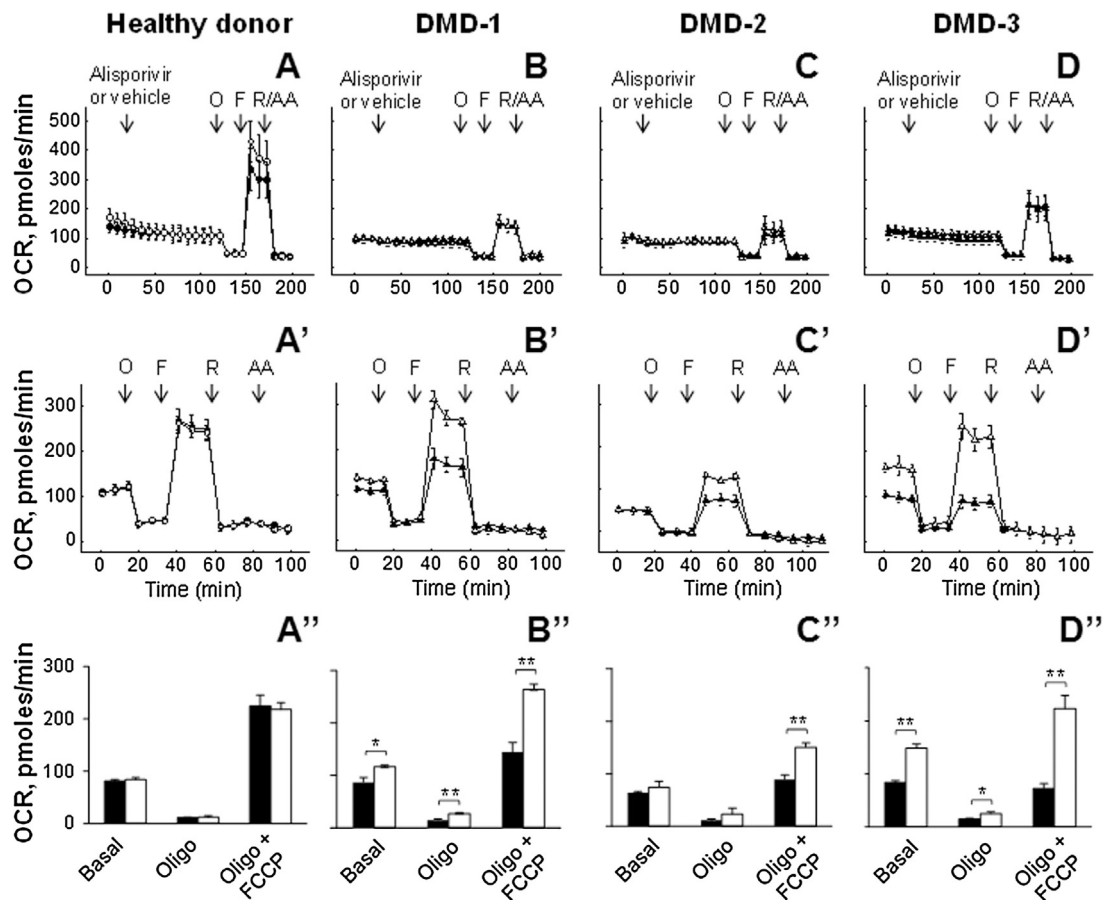 Healthy donor DMD-1 DMD-2 DMD-3
A B C D
Alisporivir or vehicle O F R/AA
Alisporivir or vehicle O F R/AA
Alisporivir or vehicle O F R/AA
Alisporivir or vehicle O F R/AA
OCR, pmoles/min
500
400
300
200
100
0
0 50 100 150 200
0 50 100 150 200
0 50 100 150 200
0 50 100 150 200
A' B' C' D'
O F R AA
O F R AA
O F R AA
O F R AA
OCR, pmoles/min
300
200
100
0
0 20 40 60 80 100
0 20 40 60 80 100
0 20 40 60 80 100
0 20 40 60 80 100
Time (min) Time (min) Time (min) Time (min)
A'' B'' C'' D''
OCR, pmoles/min
300
200
100
0
* ** **
**
** * **
Basal Oligo Oligo + FCCP
Basal Oligo Oligo + FCCP
Basal Oligo Oligo + FCCP
Basal Oligo Oligo + FCCP